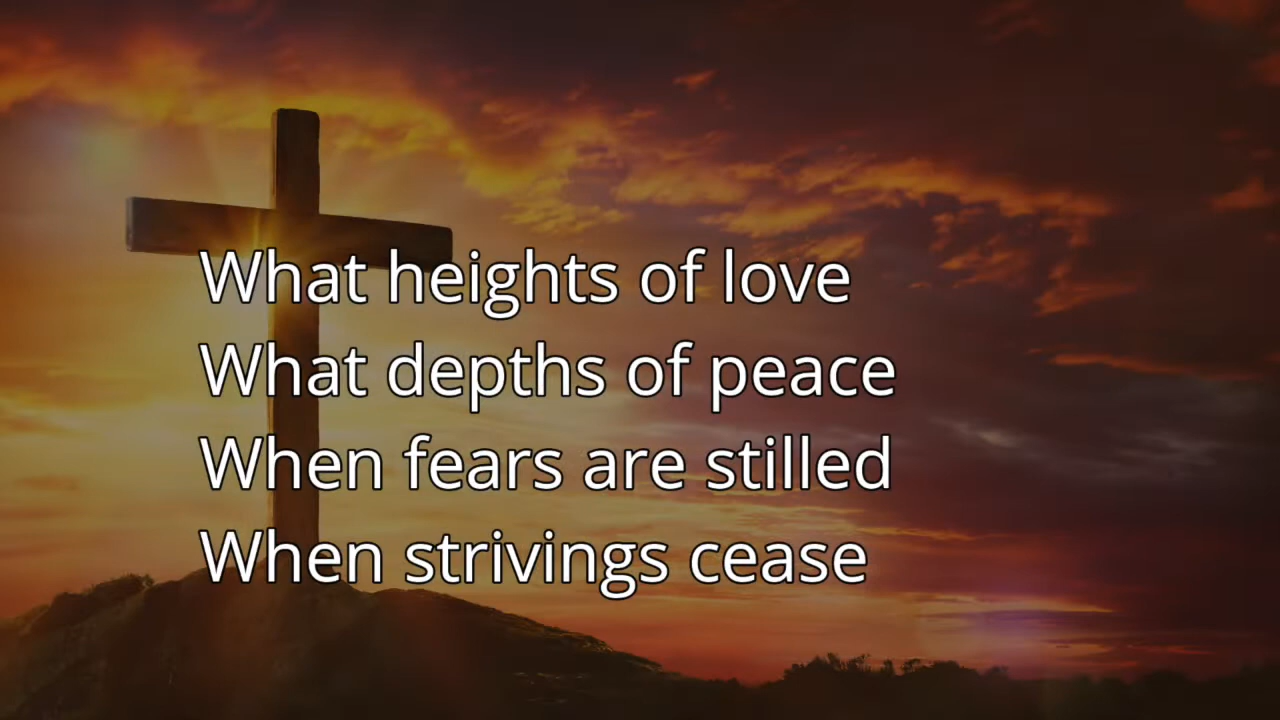 What heights of love
What depths of peace
When fears are stilled
When strivings cease